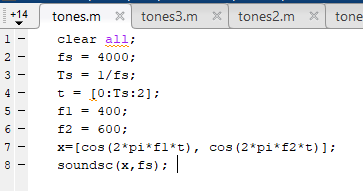 +14 tones.m × tones3.m × tones2.m × tone
1 - clear all;
2 - fs = 4000;
3 - Ts = 1/fs;
4 - t = [0:Ts:2];
5 - f1 = 400;
6 - f2 = 600;
7 - x=[cos(2*pi*f1*t), cos(2*pi*f2*t)];
8 - soundsc(x,fs);